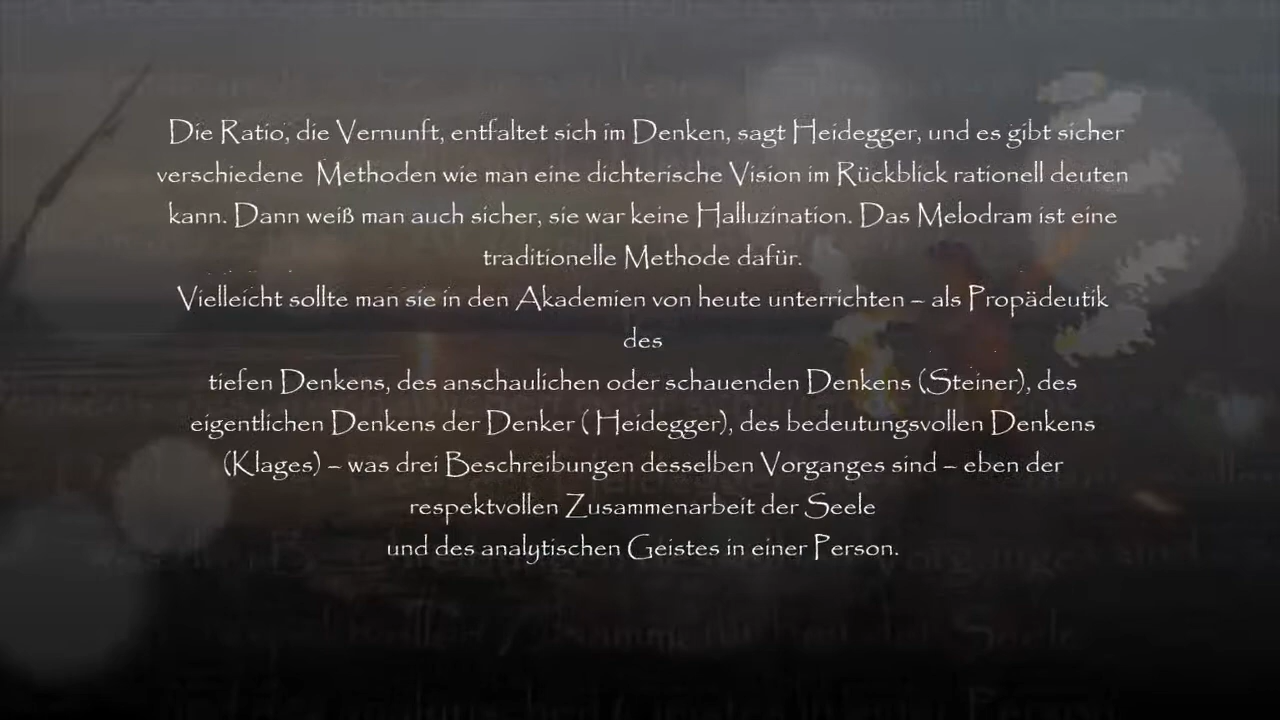 Die Ratio, die Vernunft, entfaltet sich im Denken, sagt Heidegger, und es gibt sicher
verschiedene Methoden wie man eine dichterische Vision im Rückblick rationell deuten
kann. Dann weiß man auch sicher, sie war keine Halluzination. Das Melodram ist eine
traditionelle Methode dafür.
Vielleicht sollte man sie in den Akademien von heute unterrichten – als Propädeutik
des
tiefen Denkens, des anschaulichen oder schauenden Denkens (Steiner), des
eigentlichen Denkens der Denker ( Heidegger), des bedeutungsvollen Denkens
(Klages) – was drei Beschreibungen desselben Vorganges sind – eben der
respektvollen Zusammenarbeit der Seele
und des analytischen Geistes in einer Person.